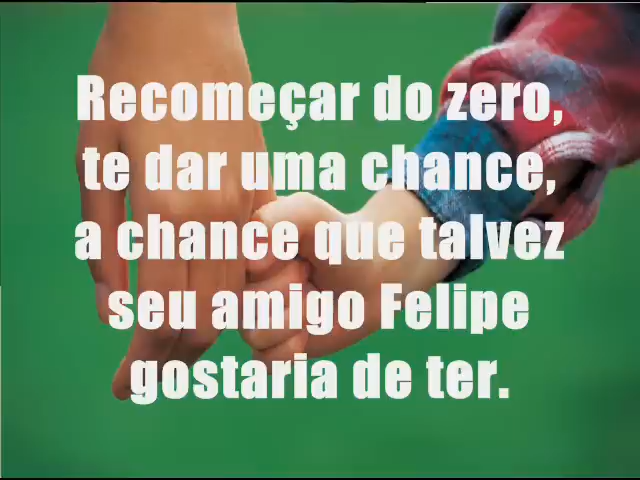 Recomeçar do zero,
te dar uma chance,
a chance que talvez
seu amigo Felipe
gostaria de ter.